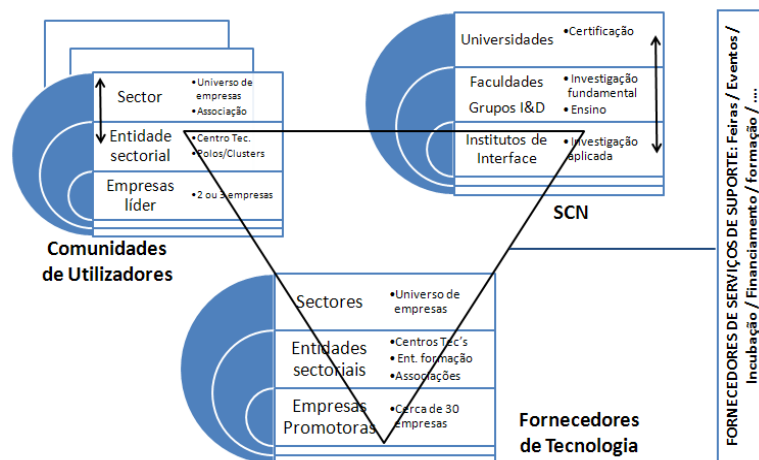 Sector
•Universo de
empresas
•Associação
Entidade
sectorial
•Centro Tec.
•Polos/Clusters
Empresas
líder
•2 ou 3 empresas
Comunidades
de Utilizadores
Universidades
•Certificação
Faculdades
Grupos I&D
•Investigação
fundamental
•Ensino
Institutos de
Interface
•Investigação
aplicada
SCN
Sectores
•Universo de
empresas
Entidades
sectoriais
•Centros Tec's
•Ent. formação
•Associações
Empresas
Promotoras
•Cerca de 30
empresas
Fornecedores
de Tecnologia
FORNECEDORES DE SERVIÇOS DE SUPORTE: Feiras / Eventos /
Incubação / Financiamento / formação / ....